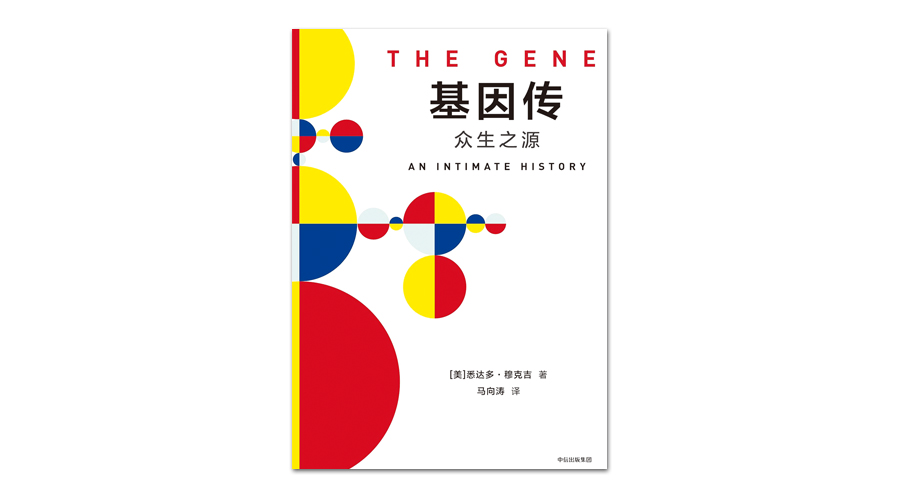 THE GENE
基因传
众生之源
AN INTIMATE HISTORY
[美]悉达多·穆克吉 著
马向涛 译
中信出版集团